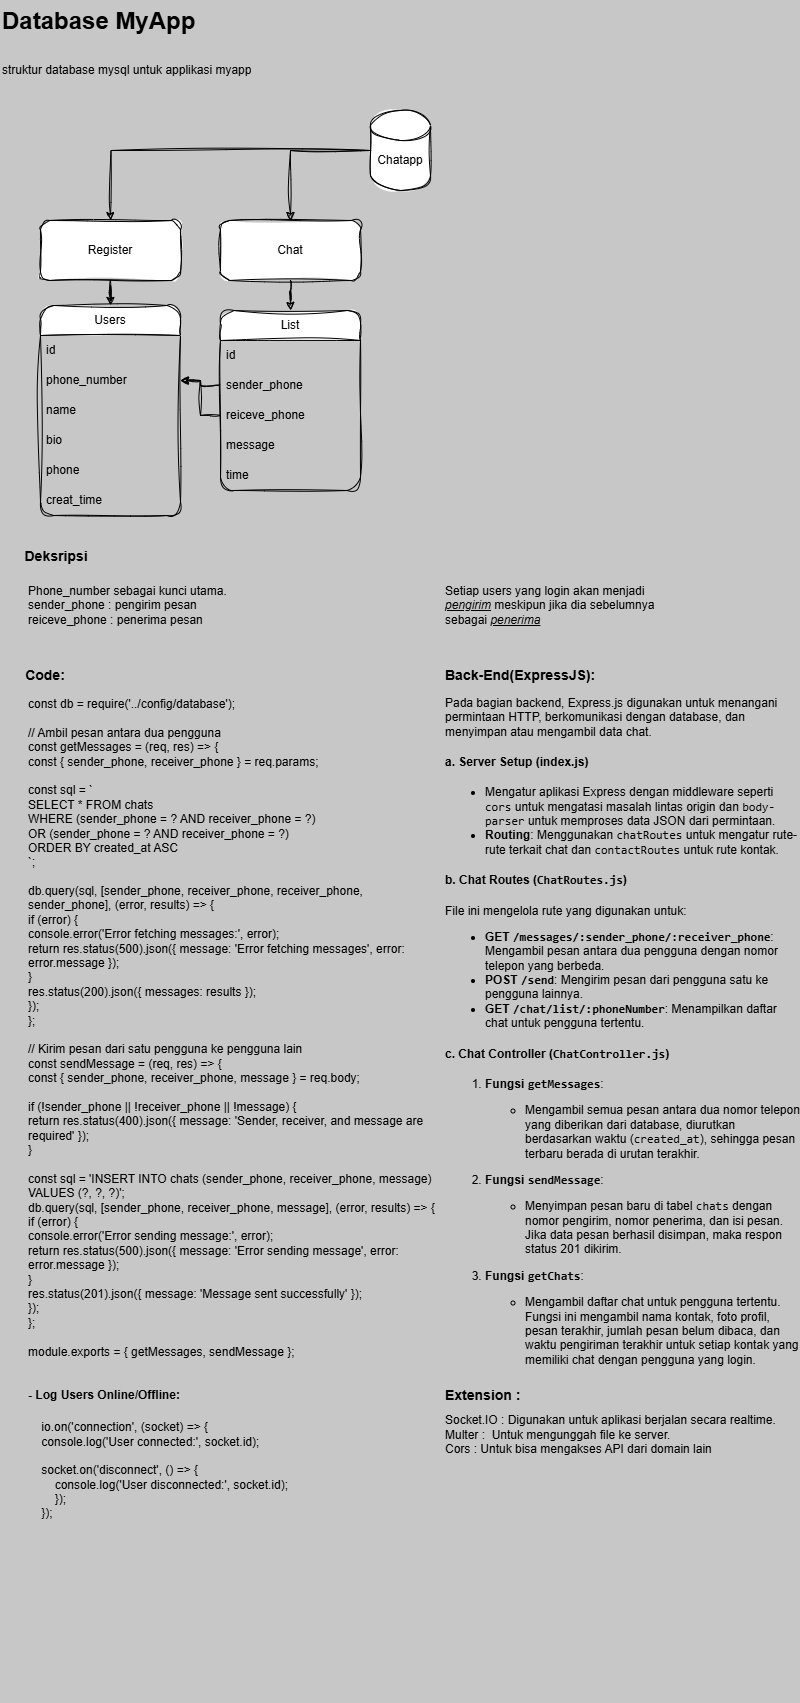 Database MyApp
struktur database mysql untuk applikasi myapp
Chatapp
Register
Chat
Users
id
phone_number
name
bio
phone
creat_time
List
id
sender_phone
reiceve_phone
message
time
Deksripsi
Phone_number sebagai kunci utama.
sender_phone : pengirim pesan
reiceve_phone : penerima pesan
Setiap users yang login akan menjadi
pengirim meskipun jika dia sebelumnya
sebagai penerima
Code:
const db = require('../config/database');
// Ambil pesan antara dua pengguna
const getMessages = (req, res) => {
const { sender_phone, receiver_phone } = req.params;
const sql = `
SELECT * FROM chats
WHERE (sender_phone = ? AND receiver_phone = ?)
OR (sender_phone = ? AND receiver_phone = ?)
ORDER BY created_at ASC
`;
db.query(sql, [sender_phone, receiver_phone, receiver_phone,
sender_phone], (error, results) => {
if (error) {
console.error('Error fetching messages:', error);
return res.status(500).json({ message: 'Error fetching messages', error:
error.message });
}
res.status(200).json({ messages: results });
});
};
// Kirim pesan dari satu pengguna ke pengguna lain
const sendMessage = (req, res) => {
const { sender_phone, receiver_phone, message } = req.body;
if (!sender_phone || !receiver_phone || !message) {
return res.status(400).json({ message: 'Sender, receiver, and message are
required' });
}
const sql = 'INSERT INTO chats (sender_phone, receiver_phone, message)
VALUES (?, ?, ?)';
db.query(sql, [sender_phone, receiver_phone, message], (error, results) => {
if (error) {
console.error('Error sending message:', error);
return res.status(500).json({ message: 'Error sending message', error:
error.message });
}
res.status(201).json({ message: 'Message sent successfully' });
});
};
module.exports = { getMessages, sendMessage };
- Log Users Online/Offline:
io.on('connection', (socket) => {
console.log('User connected:', socket.id);
socket.on('disconnect', () => {
console.log('User disconnected:', socket.id);
});
});
Back-End(ExpressJS):
Pada bagian backend, Express.js digunakan untuk menangani
permintaan HTTP, berkomunikasi dengan database, dan
menyimpan atau mengambil data chat.
a. Server Setup (index.js)
• Mengatur aplikasi Express dengan middleware seperti
cors untuk mengatasi masalah lintas origin dan body-
parser untuk memproses data JSON dari permintaan.
• Routing: Menggunakan chatRoutes untuk mengatur rute-
rute terkait chat dan contactRoutes untuk rute kontak.
b. Chat Routes (ChatRoutes.js)
File ini mengelola rute yang digunakan untuk:
• GET /messages/:sender_phone/:receiver_phone:
Mengambil pesan antara dua pengguna dengan nomor
telepon yang berbeda.
• POST /send: Mengirim pesan dari pengguna satu ke
pengguna lainnya.
• GET /chat/list/:phoneNumber: Menampilkan daftar
chat untuk pengguna tertentu.
c. Chat Controller (ChatController.js)
1. Fungsi getMessages:
◦ Mengambil semua pesan antara dua nomor telepon
yang diberikan dari database, diurutkan
berdasarkan waktu (created_at), sehingga pesan
terbaru berada di urutan terakhir.
2. Fungsi sendMessage:
◦ Menyimpan pesan baru di tabel chats dengan
nomor pengirim, nomor penerima, dan isi pesan.
Jika data pesan berhasil disimpan, maka respon
status 201 dikirim.
3. Fungsi getChats:
◦ Mengambil daftar chat untuk pengguna tertentu.
Fungsi ini mengambil nama kontak, foto profil,
pesan terakhir, jumlah pesan belum dibaca, dan
waktu pengiriman terakhir untuk setiap kontak yang
memiliki chat dengan pengguna yang login.
Extension :
Socket.IO : Digunakan untuk aplikasi berjalan secara realtime.
Multer :  Untuk mengunggah file ke server.
Cors : Untuk bisa mengakses API dari domain lain